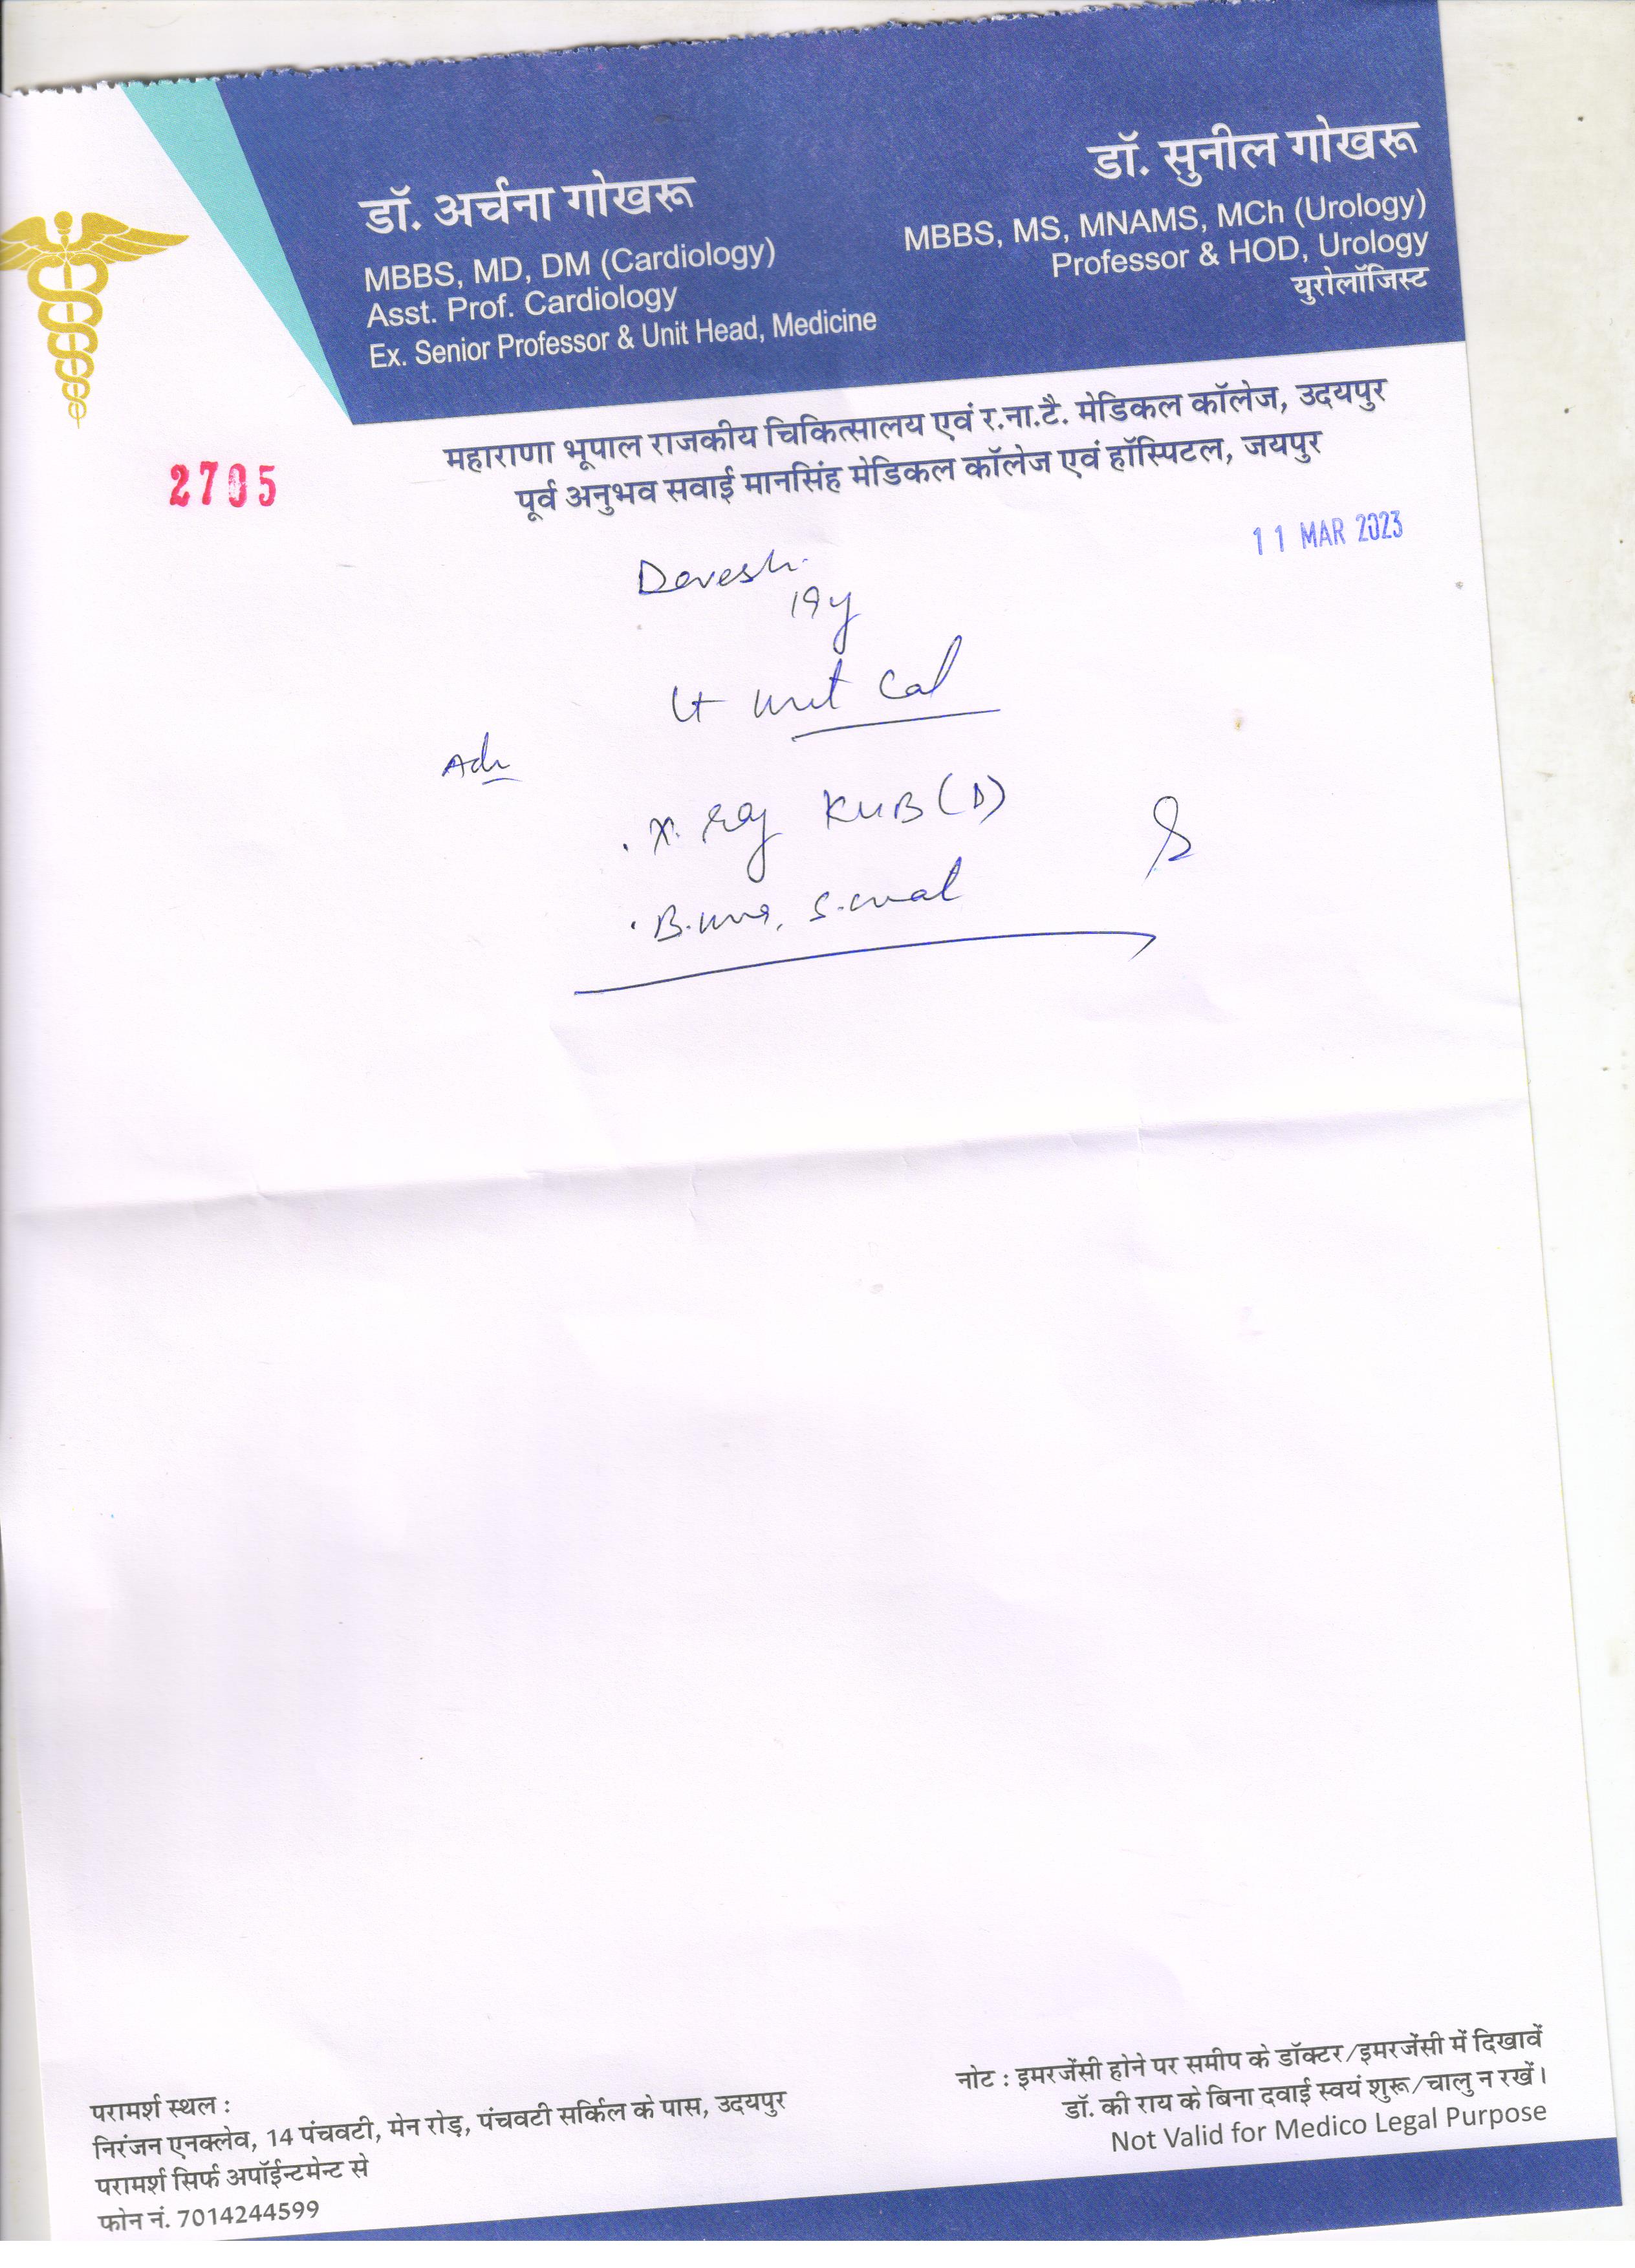 डॉ. अर्चना गोखरू
MBBS, MD, DM (Cardiology)
Asst. Prof. Cardiology
Ex. Senior Professor & Unit Head, Medicine
डॉ. सुनील गोखरू
MBBS, MS, MNAMS, MCh (Urology)
Professor & HOD, Urology
युरोलॉजिस्ट
महाराणा भूपाल राजकीय चिकित्सालय एवं र.ना.टै. मेडिकल कॉलेज, उदयपुर
पूर्व अनुभव सवाई मानसिंह मेडिकल कॉलेज एवं हॉस्पिटल, जयपुर
2705
11 MAR 2023
Devesh
19y
Lt Cal
Adv
. X. Ray KUB (D)
. B. S. creat
परामर्श स्थल :
निरंजन एनक्लेव, 14 पंचवटी, मेन रोड़, पंचवटी सर्किल के पास, उदयपुर
परामर्श सिर्फ अपॉईन्टमेन्ट से
फोन नं. 7014244599
नोट : इमरजेंसी होने पर समीप के डॉक्टर/इमरजेंसी में दिखावें
डॉ. की राय के बिना दवाई स्वयं शुरू/चालु न रखें।
Not Valid for Medico Legal Purpose